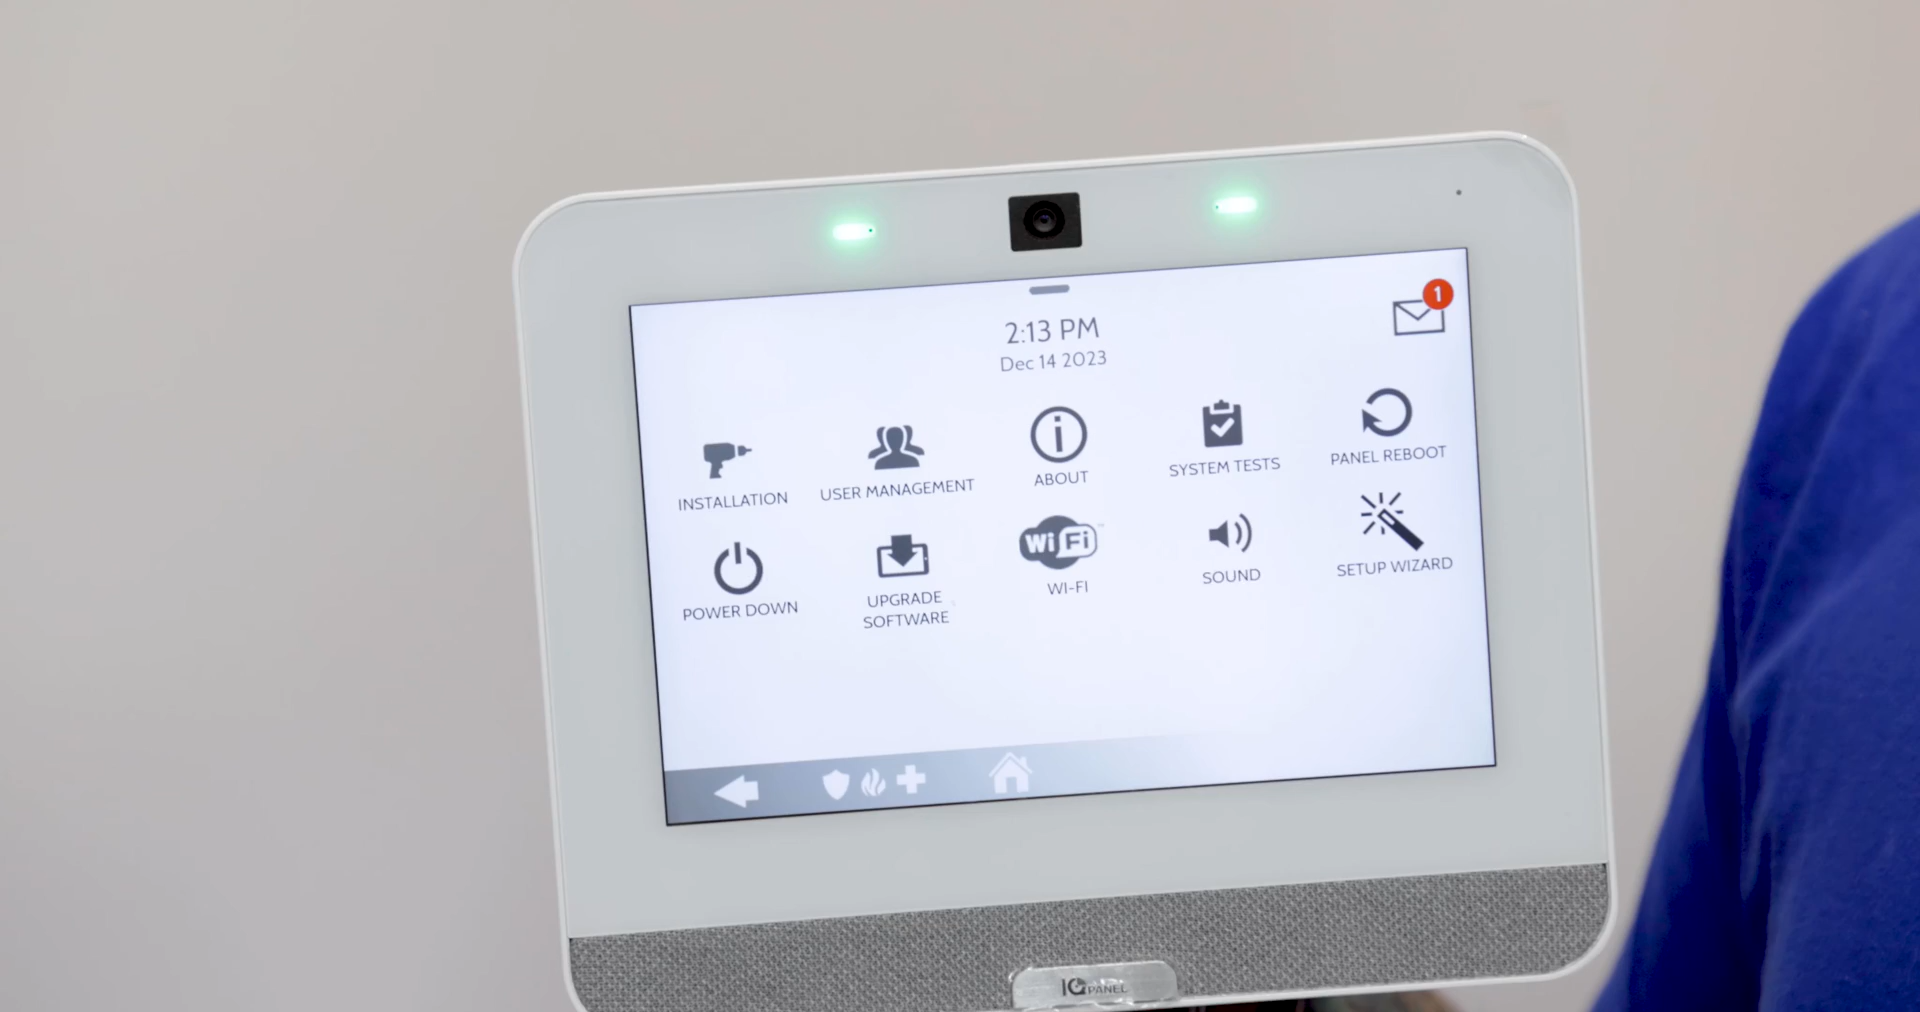 1
2:13 PM
Dec 14 2023
INSTALLATION
USER MANAGEMENT
ABOUT
SYSTEM TESTS
PANEL REBOOT
POWER DOWN
UPGRADE
SOFTWARE
Wi Fi
WI-FI
SOUND
SETUP WIZARD
IQ PANEL